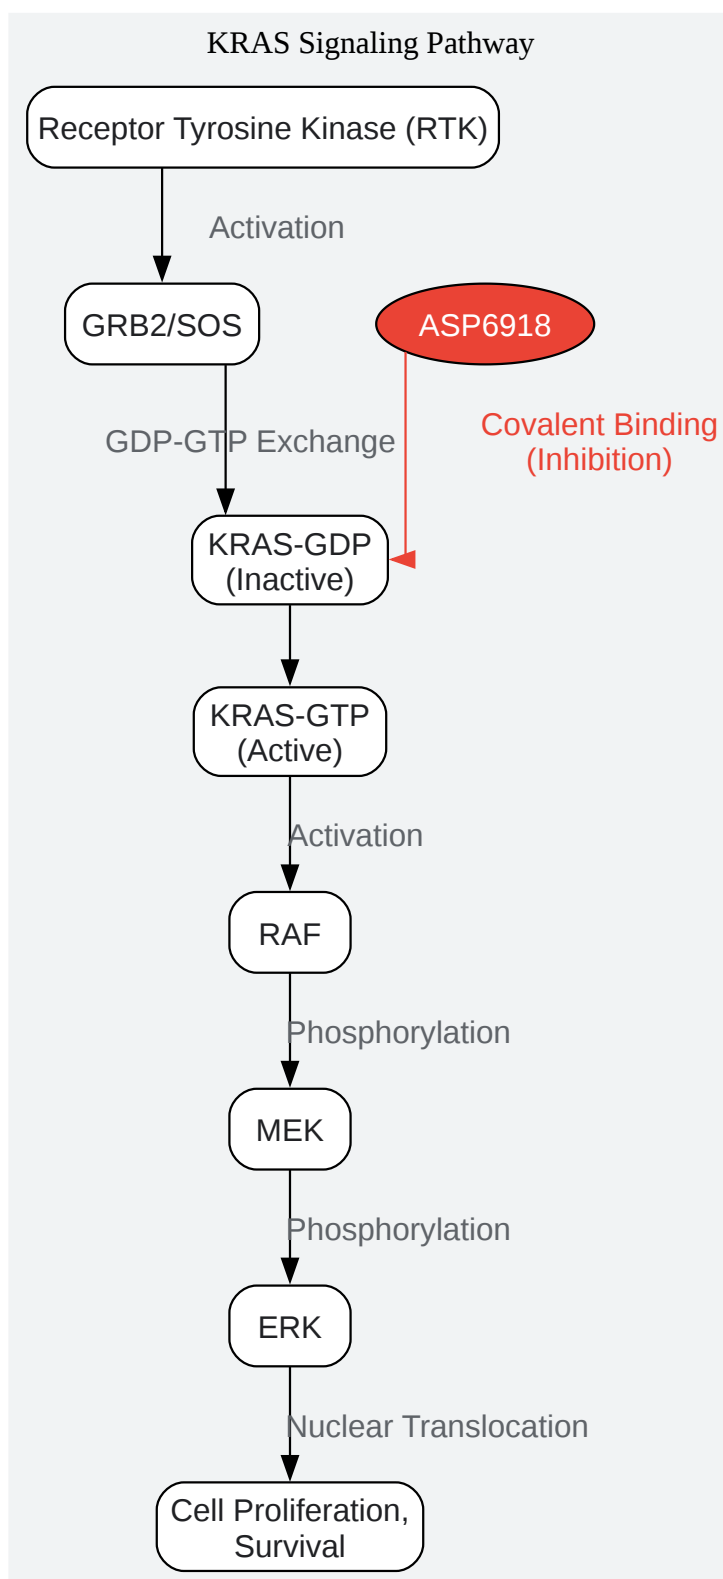 KRAS Signaling Pathway
Receptor Tyrosine Kinase (RTK)
Activation
GRB2/SOS
ASP6918
GDP-GTP Exchange
Covalent Binding
(Inhibition)
KRAS-GDP
(Inactive)
KRAS-GTP
(Active)
Activation
RAF
Phosphorylation
MEK
Phosphorylation
ERK
Nuclear Translocation
Cell Proliferation,
Survival